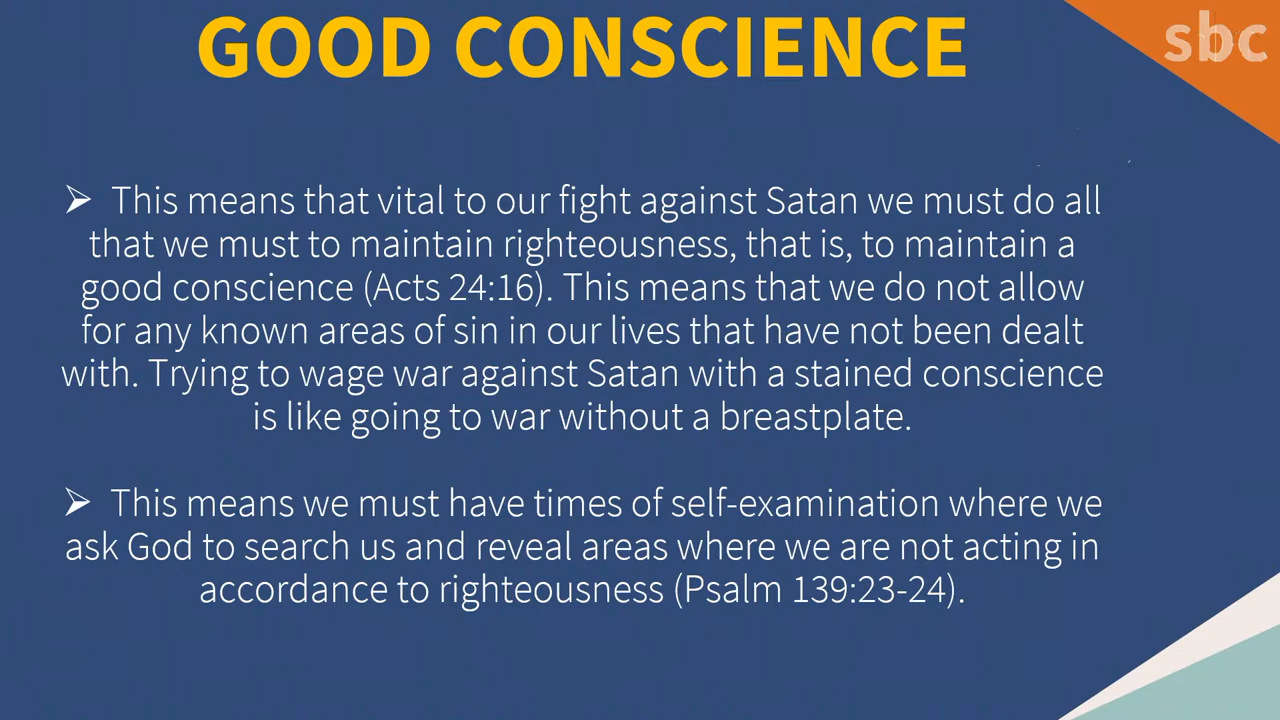 GOOD CONSCIENCE
sbc
➢ This means that vital to our fight against Satan we must do all
that we must to maintain righteousness, that is, to maintain a
good conscience (Acts 24:16). This means that we do not allow
for any known areas of sin in our lives that have not been dealt
with. Trying to wage war against Satan with a stained conscience
is like going to war without a breastplate.
➢ This means we must have times of self-examination where we
ask God to search us and reveal areas where we are not acting in
accordance to righteousness (Psalm 139:23-24).